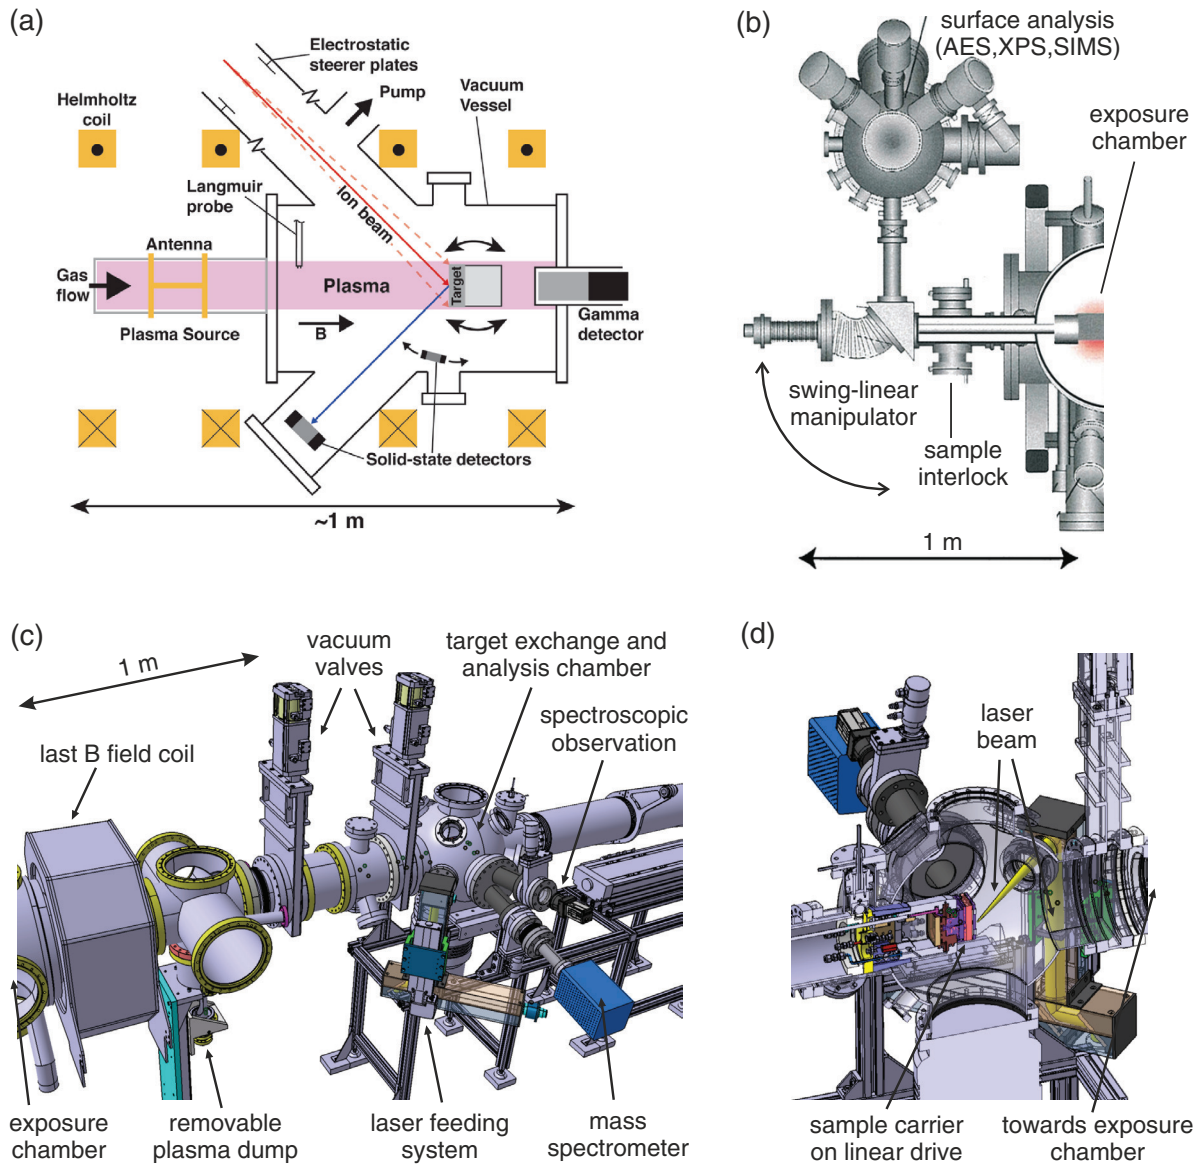 (a)
Electrostatic
steerer plates
Pump
Vacuum
Vessel
Helmholtz
coil
Langmuir
probe
Ion beam
Antenna
Gas
flow
Plasma
Target
Plasma Source
B
Gamma
detector
Solid-state detectors
~1 m
(b)
surface analysis
(AES,XPS,SIMS)
exposure
chamber
swing-linear
manipulator
sample
interlock
1 m
(c)
1 m
vacuum
valves
target exchange and
analysis chamber
spectroscopic
observation
last B field coil
exposure
chamber
removable
plasma dump
laser feeding
system
mass
spectrometer
(d)
laser
beam
sample carrier
on linear drive
towards exposure
chamber